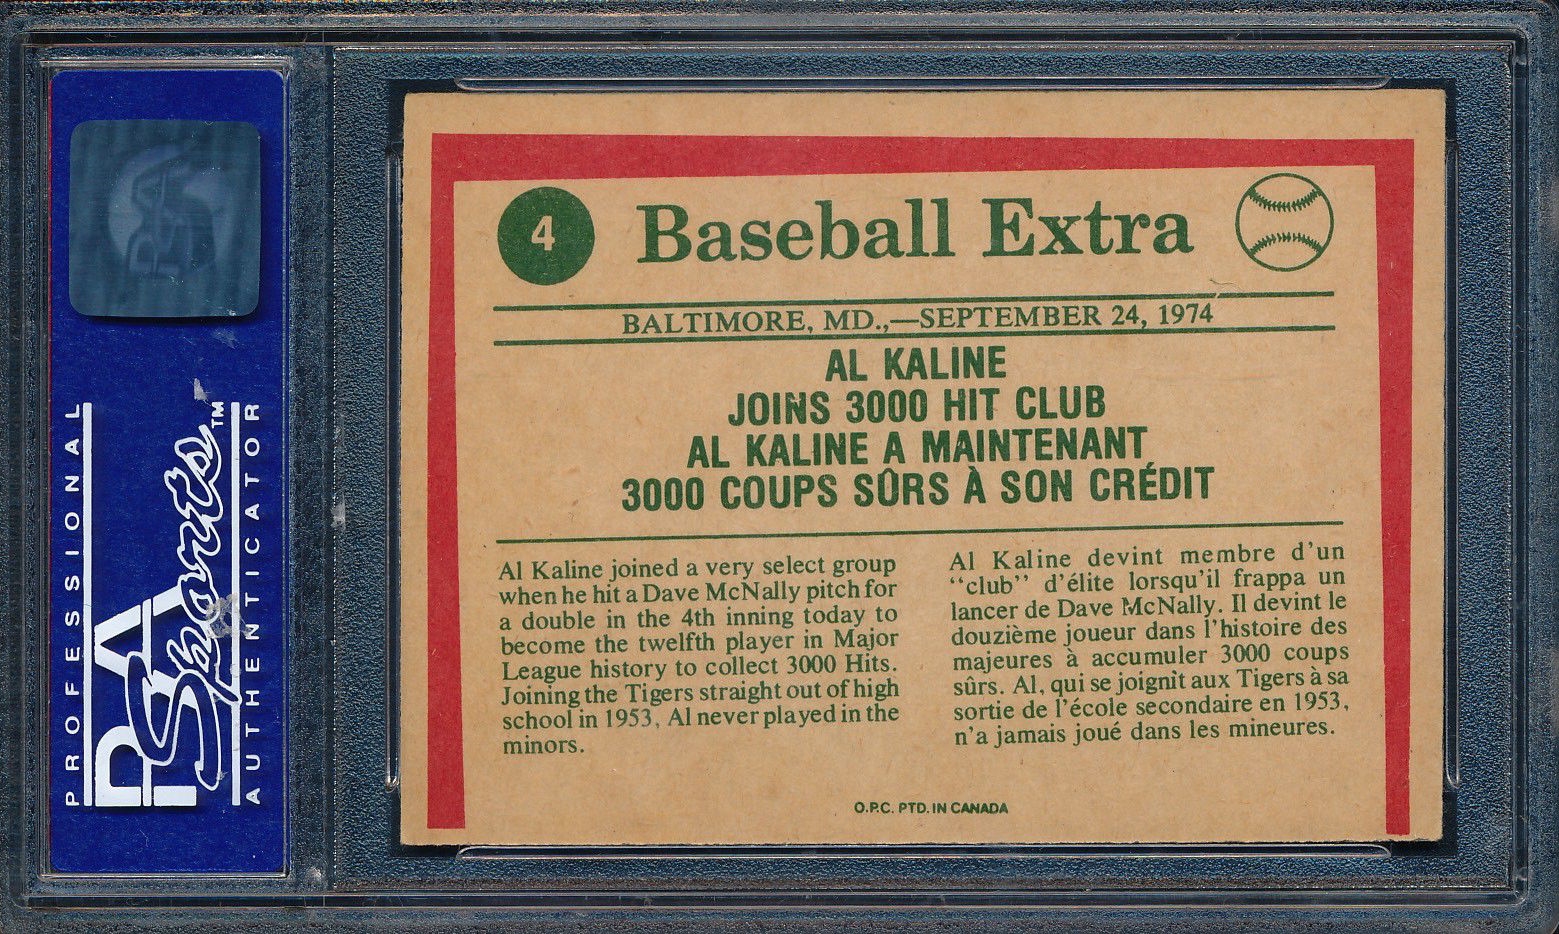 PROFESSIONAL
PSA
Sports™
AUTHENTICATOR
PSA
4
Baseball Extra
BALTIMORE, MD.,—SEPTEMBER 24, 1974
AL KALINE
JOINS 3000 HIT CLUB
AL KALINE A MAINTENANT
3000 COUPS SÛRS À SON CRÉDIT
Al Kaline joined a very select group
when he hit a Dave McNally pitch for
a double in the 4th inning today to
become the twelfth player in Major
League history to collect 3000 Hits.
Joining the Tigers straight out of high
school in 1953, Al never played in the
minors.
Al Kaline devint membre d'un
"club" d'élite lorsqu'il frappa un
lancer de Dave McNally. Il devint le
douzième joueur dans l'histoire des
majeures à accumuler 3000 coups
sûrs. Al, qui se joignit aux Tigers à sa
sortie de l'école secondaire en 1953,
n'a jamais joué dans les mineures.
O.P.C. PTD. IN CANADA